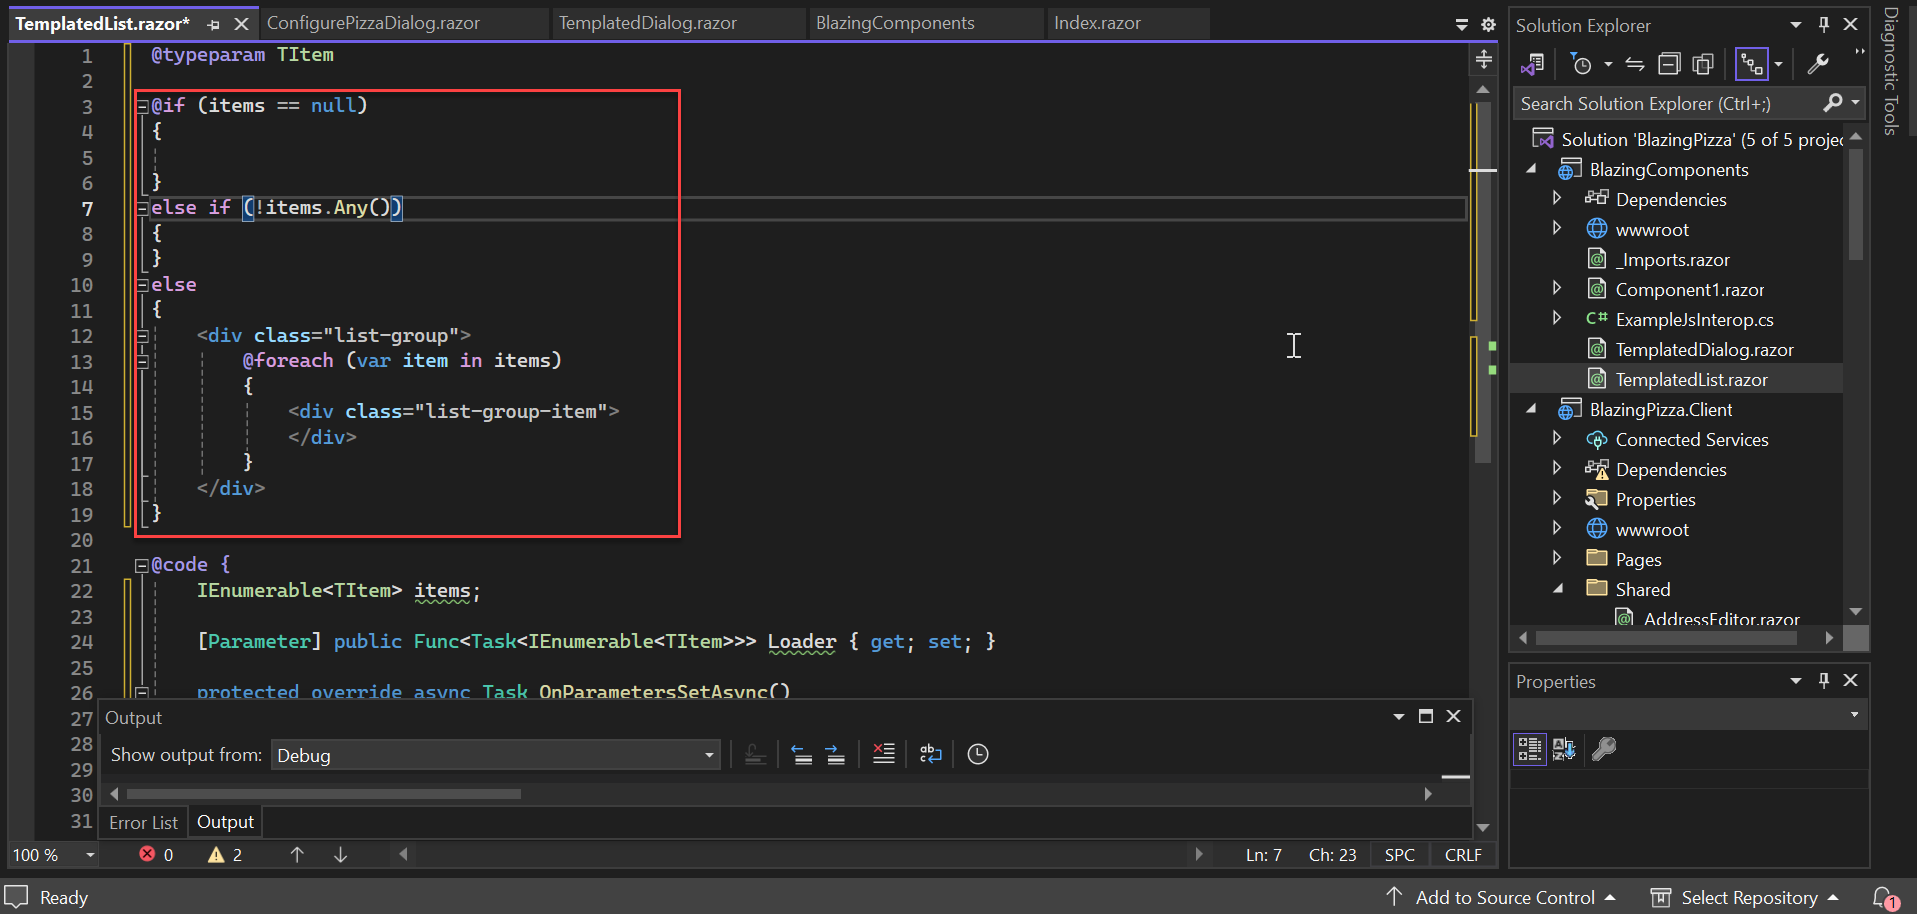 TemplatedList.razor*
ConfigurePizzaDialog.razor
TemplatedDialog.razor
BlazingComponents
Index.razor
1 @typeparam TItem
2
3 @if (items == null)
4 {
5
6 }
7 else if (!items.Any())
8 {
9 }
10 else
11 {
12 <div class="list-group">
13 @foreach (var item in items)
14 {
15 <div class="list-group-item">
16 </div>
17 }
18 </div>
19 }
20
21 @code {
22 IEnumerable<TItem> items;
23
24 [Parameter] public Func<Task<IEnumerable<TItem>>> Loader { get; set; }
25
26 protected override async Task OnParametersSetAsync()
27
28
29
30
31
Output
Show output from: Debug
Error List
Output
100 %
0
2
Ln: 7
Ch: 23
SPC
CRLF
Solution Explorer
Search Solution Explorer (Ctrl+;)
Solution 'BlazingPizza' (5 of 5 projec
BlazingComponents
Dependencies
wwwroot
_Imports.razor
Component1.razor
C# ExampleJsInterop.cs
TemplatedDialog.razor
TemplatedList.razor
BlazingPizza.Client
Connected Services
Dependencies
Properties
wwwroot
Pages
Shared
AddressEditor.razor
Properties
Diagnostic Tools
Ready
Add to Source Control
Select Repository
1